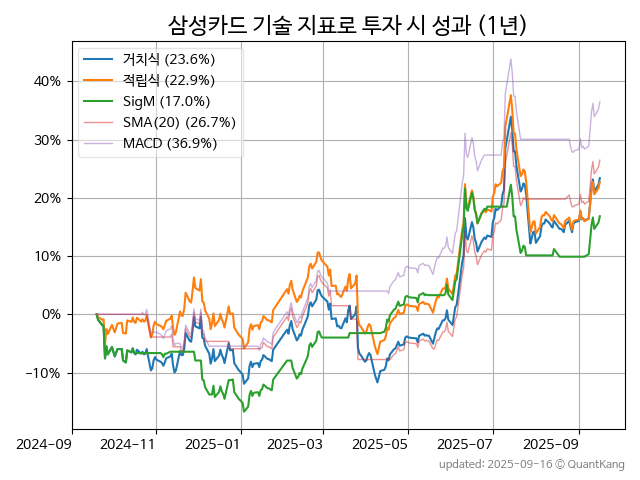 삼성카드 기술 지표로 투자 시 성과 (1년)
거치식 (23.6%)
적립식 (22.9%)
SigM (17.0%)
SMA(20) (26.7%)
MACD (36.9%)
40%
30%
20%
10%
0%
−10%
2024-09 2024-11 2025-01 2025-03 2025-05 2025-07 2025-09
updated: 2025-09-16 © QuantKang